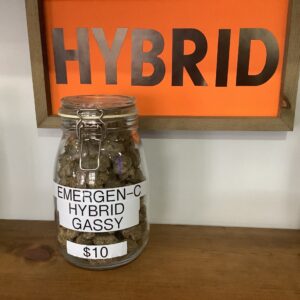 HYBRID
EMERGEN-C
HYBRID
GASSY
$10